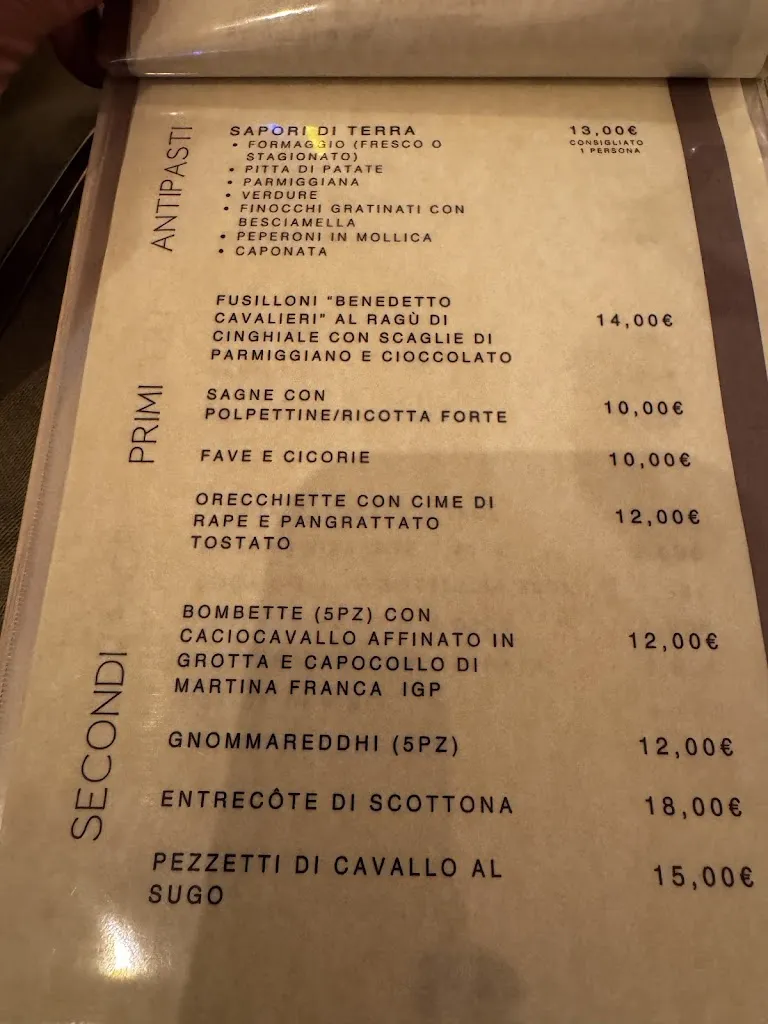 ANTIPASTI
SAPORI DI TERRA 13,00€
• FORMAGGIO (FRESCO O CONSIGLIATO
STAGIONATO) 1 PERSONA
• PITTA DI PATATE
• PARMIGGIANA
• VERDURE
• FINOCCHI GRATINATI CON
BESCIAMELLA
• PEPERONI IN MOLLICA
• CAPONATA
PRIMI
FUSILLONI “BENEDETTO
CAVALIERI” AL RAGÙ DI 14,00€
CINGHIALE CON SCAGLIE DI
PARMIGGIANO E CIOCCOLATO
SAGNE CON
POLPETTINE/RICOTTA FORTE 10,00€
FAVE E CICORIE 10,00€
ORECCHIETTE CON CIME DI
RAPE E PANGRATTATO 12,00€
TOSTATO
SECONDI
BOMBETTE (5PZ) CON
CACIOCAVALLO AFFINATO IN 12,00€
GROTTA E CAPOCOLLO DI
MARTINA FRANCA IGP
GNOMMAREDDHI (5PZ) 12,00€
ENTRECÔTE DI SCOTTONA 18,00€
PEZZETTI DI CAVALLO AL 15,00€
SUGO